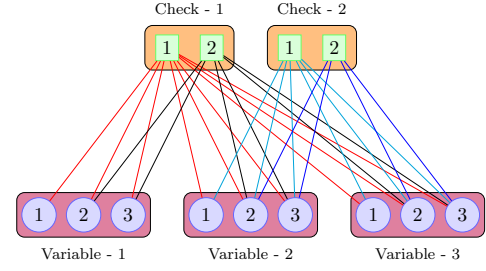 Check - 1 Check - 2
1 2 1 2
1 2 3 1 2 3 1 2 3
Variable - 1 Variable - 2 Variable - 3